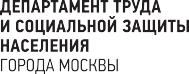 ДЕПАРТАМЕНТ ТРУДА
И СОЦИАЛЬНОЙ ЗАЩИТЫ
НАСЕЛЕНИЯ
ГОРОДА МОСКВЫ